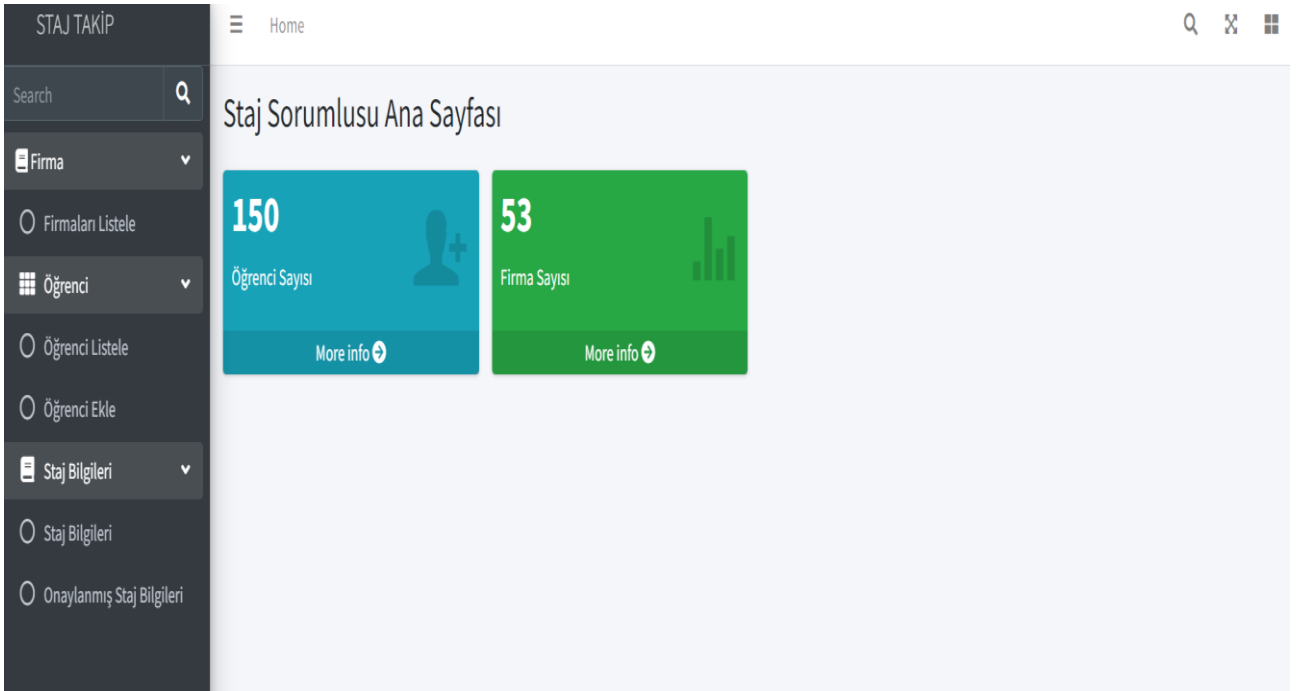 STAJ TAKİP
Home
Search
Firma
Firmaları Listele
Öğrenci
Öğrenci Listele
Öğrenci Ekle
Staj Bilgileri
Staj Bilgileri
Onaylanmış Staj Bilgileri
Staj Sorumlusu Ana Sayfası
150
Öğrenci Sayısı
More info
53
Firma Sayısı
More info